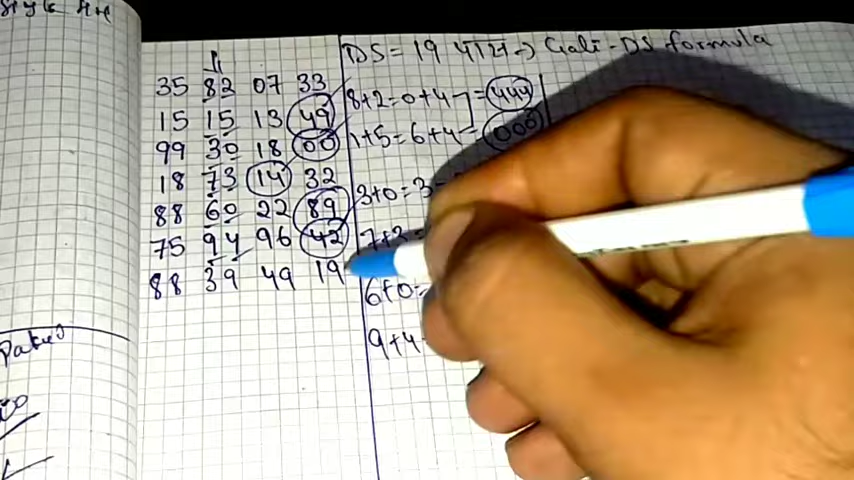 DS = 19 तारीख → Gali-DS formula
35 82 07 33
15 15 13 49
99 30 18 00
18 73 14 32
88 60 22 89
75 94 96 42
88 39 49 19
8+2=0+4 = 444
1+5=6+4= 000
3+0=3
7+3
6+0=
9+4